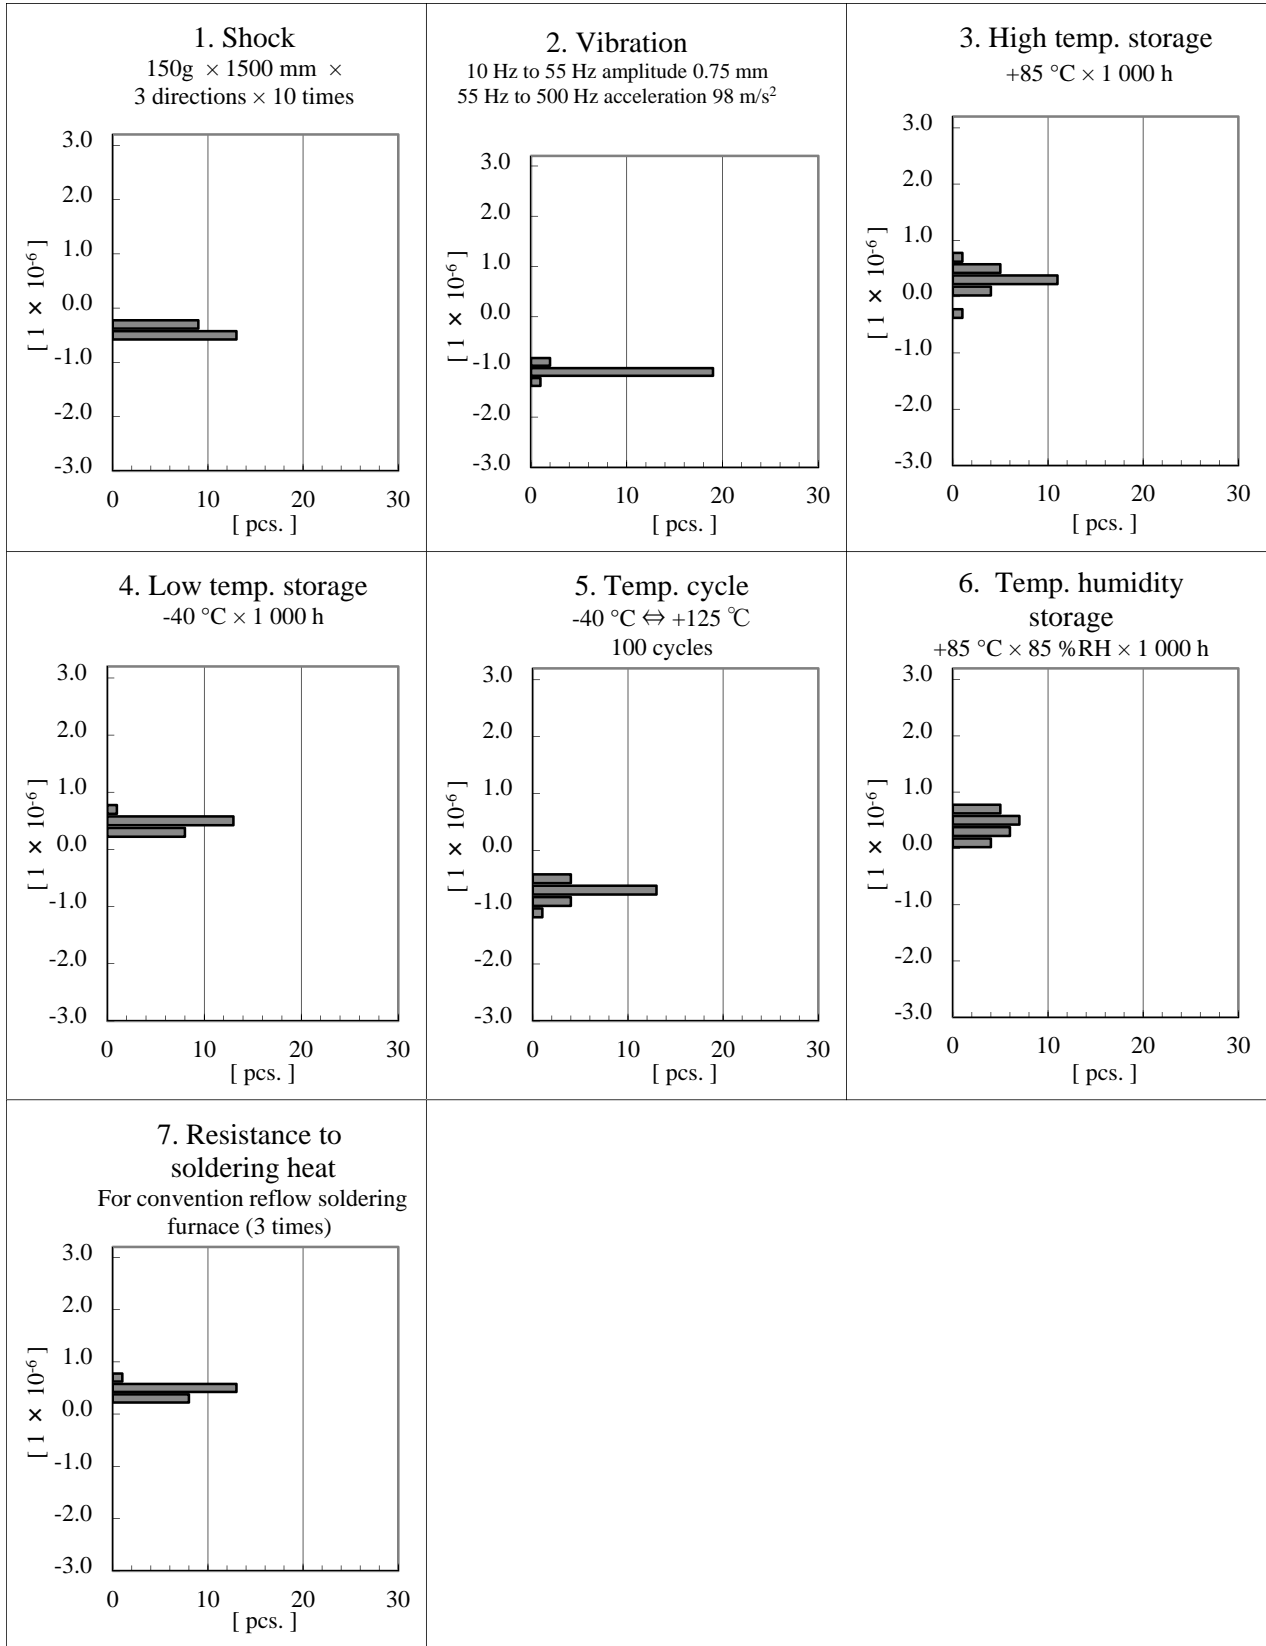 1. Shock
150g × 1500 mm ×
3 directions × 10 times
3.0
2.0
1.0
0.0
-1.0
-2.0
-3.0
[ 1 × 10-6 ]
0 10 20 30
[ pcs. ]
2. Vibration
10 Hz to 55 Hz amplitude 0.75 mm
55 Hz to 500 Hz acceleration 98 m/s2
3.0
2.0
1.0
0.0
-1.0
-2.0
-3.0
[ 1 × 10-6 ]
0 10 20 30
[ pcs. ]
3. High temp. storage
+85 °C × 1 000 h
3.0
2.0
1.0
0.0
-1.0
-2.0
-3.0
[ 1 × 10-6 ]
0 10 20 30
[ pcs. ]
4. Low temp. storage
-40 °C × 1 000 h
3.0
2.0
1.0
0.0
-1.0
-2.0
-3.0
[ 1 × 10-6 ]
0 10 20 30
[ pcs. ]
5. Temp. cycle
-40 °C ⇔ +125 ℃
100 cycles
3.0
2.0
1.0
0.0
-1.0
-2.0
-3.0
[ 1 × 10-6 ]
0 10 20 30
[ pcs. ]
6. Temp. humidity
storage
+85 °C × 85 %RH × 1 000 h
3.0
2.0
1.0
0.0
-1.0
-2.0
-3.0
[ 1 × 10-6 ]
0 10 20 30
[ pcs. ]
7. Resistance to
soldering heat
For convention reflow soldering
furnace (3 times)
3.0
2.0
1.0
0.0
-1.0
-2.0
-3.0
[ 1 × 10-6 ]
0 10 20 30
[ pcs. ]